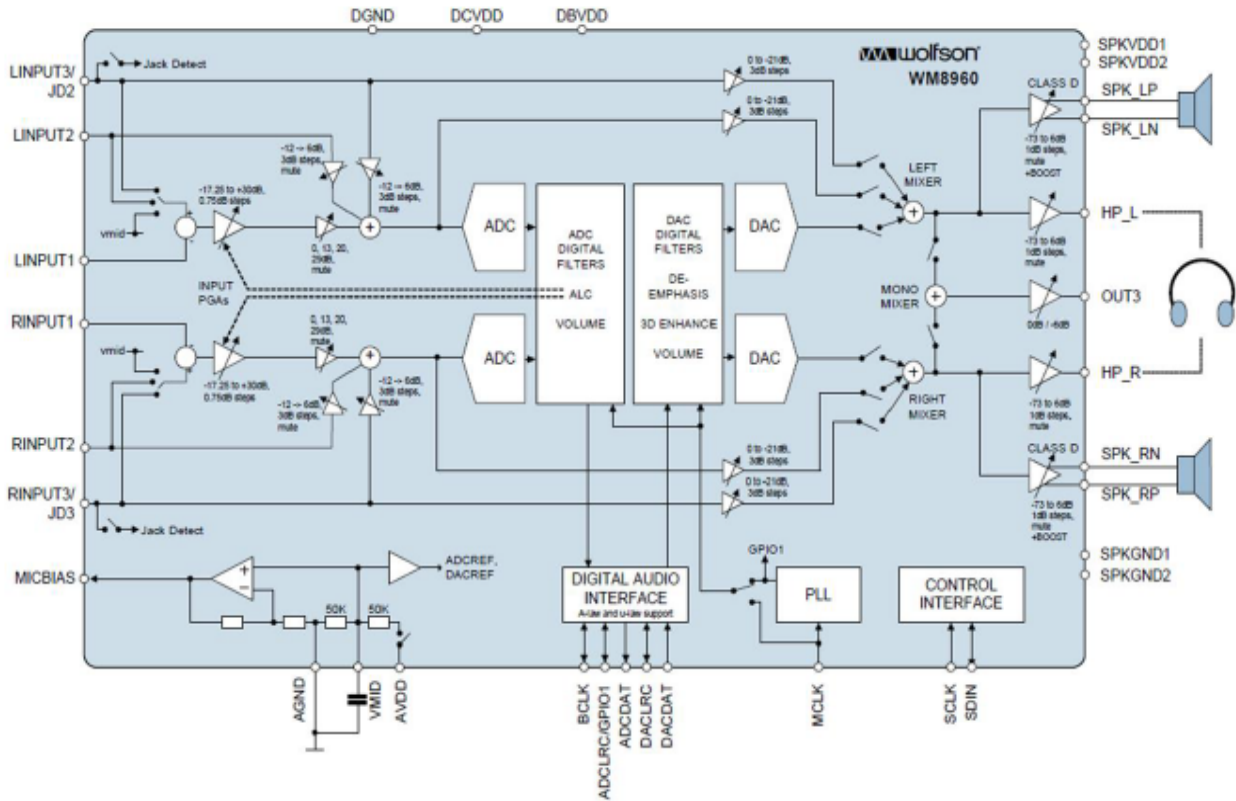 DGND
DCVDD
DBVDD
wolfson
WM8960
LINPUT3/
JD2
Jack Detect
LINPUT2
-12 -> 6dB,
3dB steps,
mute
-12 -> 6dB,
3dB steps,
mute
-17.25 to +30dB,
0.75dB steps
vmid
LINPUT1
0, 13, 20,
29dB,
mute
INPUT
PGAs
RINPUT1
vmid
0, 13, 20,
29dB,
mute
-17.25 to +30dB,
0.75dB steps
-12 -> 6dB,
3dB steps,
mute
-12 -> 6dB,
3dB steps,
mute
RINPUT2
RINPUT3/
JD3
Jack Detect
ADC
ADC
ADC
DIGITAL
FILTERS
ALC
VOLUME
DAC
DIGITAL
FILTERS
DE-
EMPHASIS
3D ENHANCE
VOLUME
DAC
DAC
0 to -21dB,
3dB steps
0 to -21dB,
3dB steps
0 to -21dB,
3dB steps
0 to -21dB,
3dB steps
LEFT
MIXER
MONO
MIXER
RIGHT
MIXER
SPKVDD1
SPKVDD2
CLASS D
SPK_LP
SPK_LN
-73 to 6dB
1dB steps,
mute
+BOOST
HP_L
-73 to 6dB
1dB steps,
mute
OUT3
0dB / -6dB
HP_R
-73 to 6dB
1dB steps,
mute
CLASS D
SPK_RN
SPK_RP
-73 to 6dB
1dB steps,
mute
+BOOST
SPKGND1
SPKGND2
MICBIAS
+
−
ADCREF,
DACREF
50K
50K
DIGITAL AUDIO
INTERFACE
A-law and u-law support
GPIO1
PLL
CONTROL
INTERFACE
AGND
VMID
AVDD
BCLK
ADCLRC/GPIO1
ADCDAT
DACLRC
DACDAT
MCLK
SCLK
SDIN